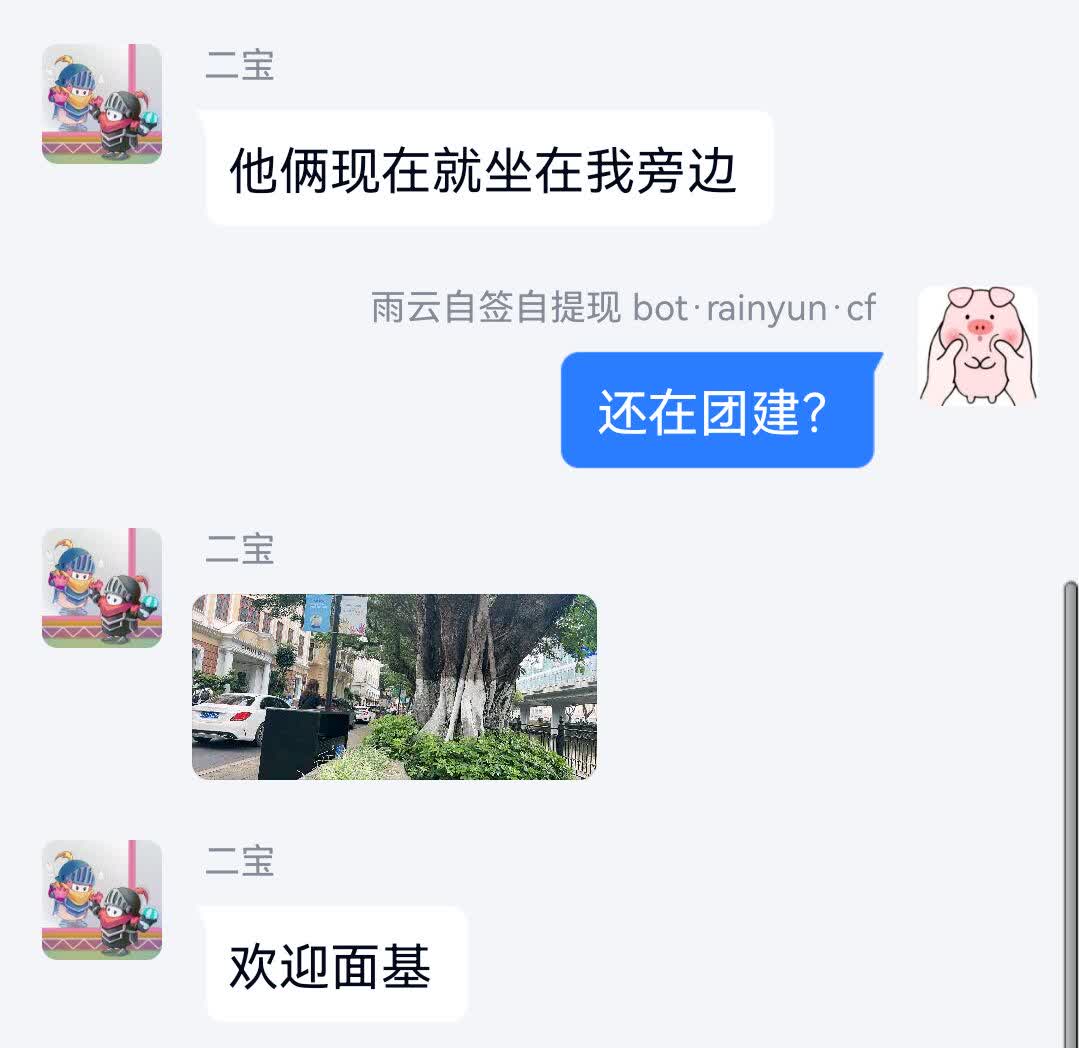 二宝
他俩现在就坐在我旁边
雨云自签自提现 bot·rainyun·cf
还在团建?
二宝
二宝
欢迎面基